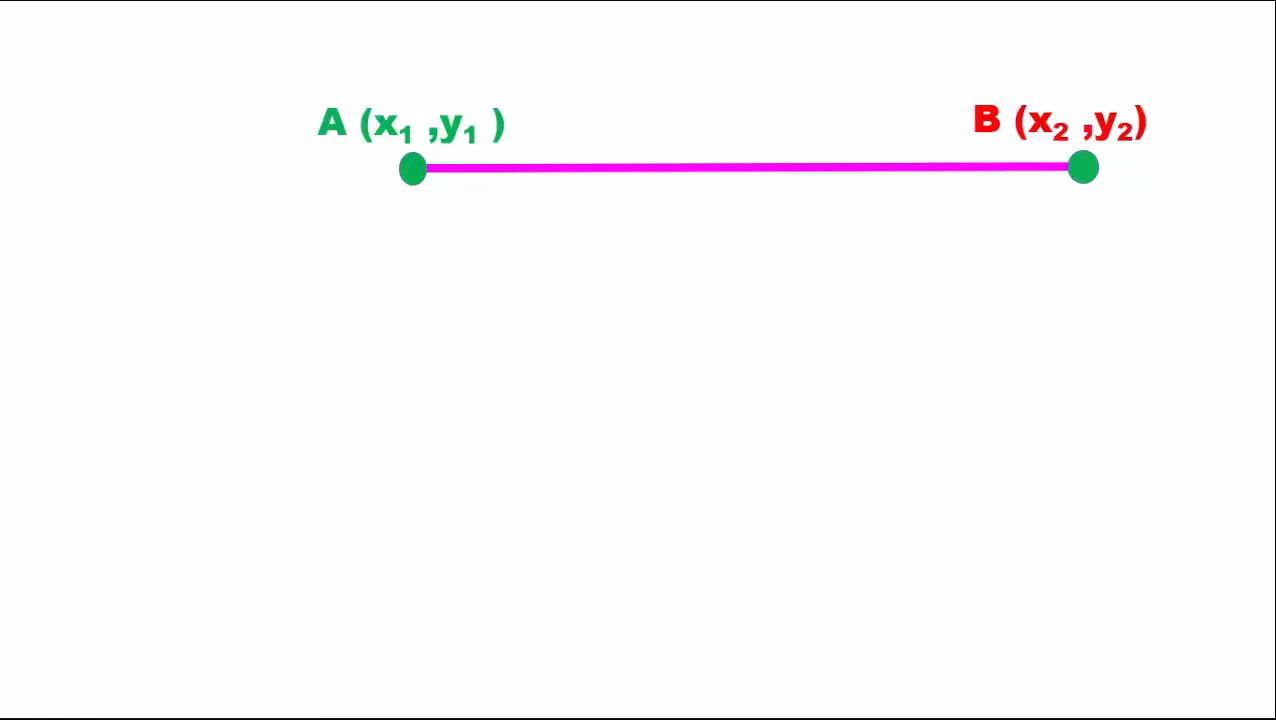 A (x₁ ,y₁ ) B (x₂ ,y₂)